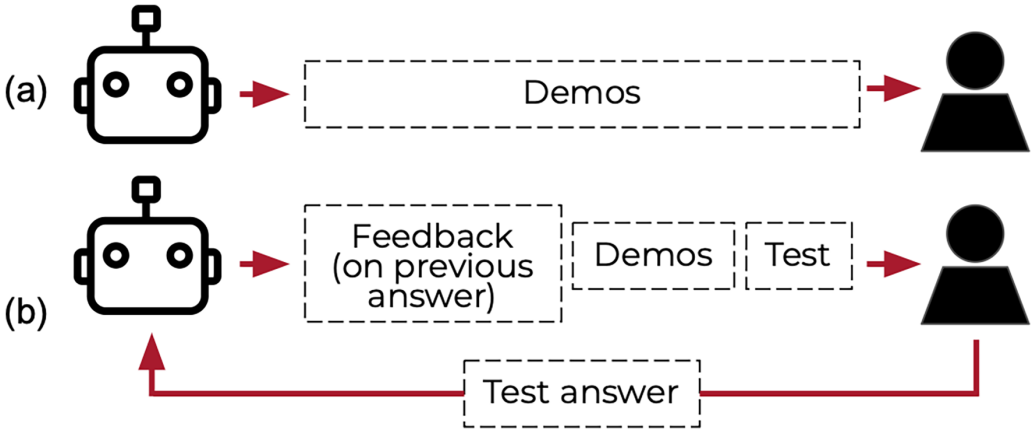 (a)
Demos
(b)
Feedback
(on previous
answer)
Demos
Test
Test answer